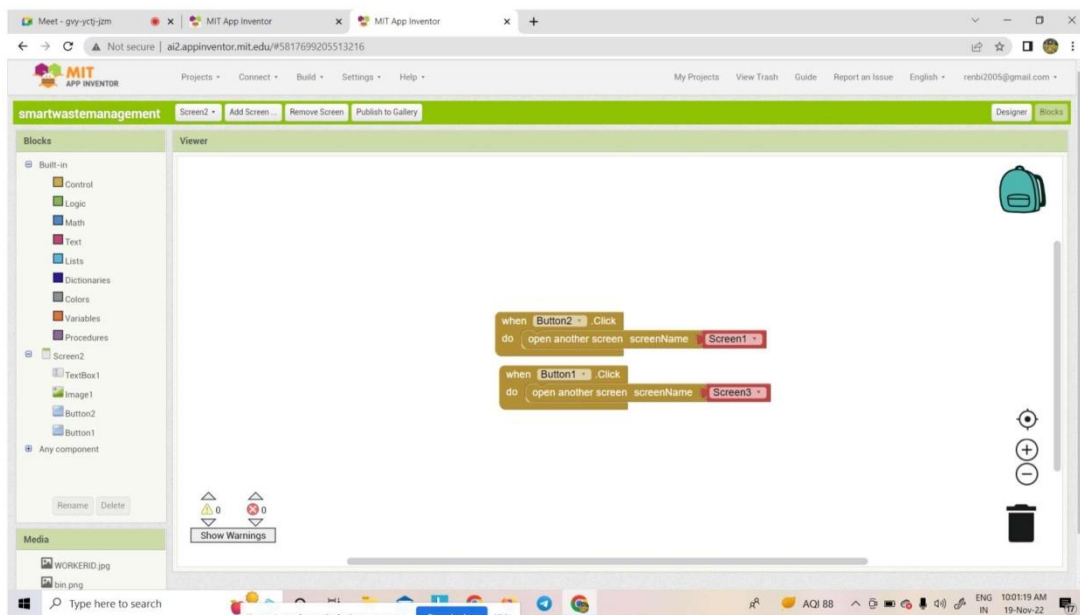 Meet - gvy-yctj-jzm
MIT App Inventor
MIT App Inventor
Not secure | ai2.appinventor.mit.edu/#5817699205513216
MIT
APP INVENTOR
Projects Connect Build Settings Help My Projects View Trash Guide Report an Issue English renbi2005@gmail.com
smartwastemanagement Screen2 Add Screen ... Remove Screen Publish to Gallery Designer Blocks
Blocks Viewer
Built-in
Control
Logic
Math
Text
Lists
Dictionaries
Colors
Variables
Procedures
Screen2
TextBox1
Image1
Button2
Button1
Any component
Rename Delete
when Button2 .Click
do open another screen screenName Screen1
when Button1 .Click
do open another screen screenName Screen3
0 0
Show Warnings
Media
WORKERID.jpg
bin.png
Type here to search
AQI 88
ENG 10:01:19 AM
IN 19-Nov-22
17